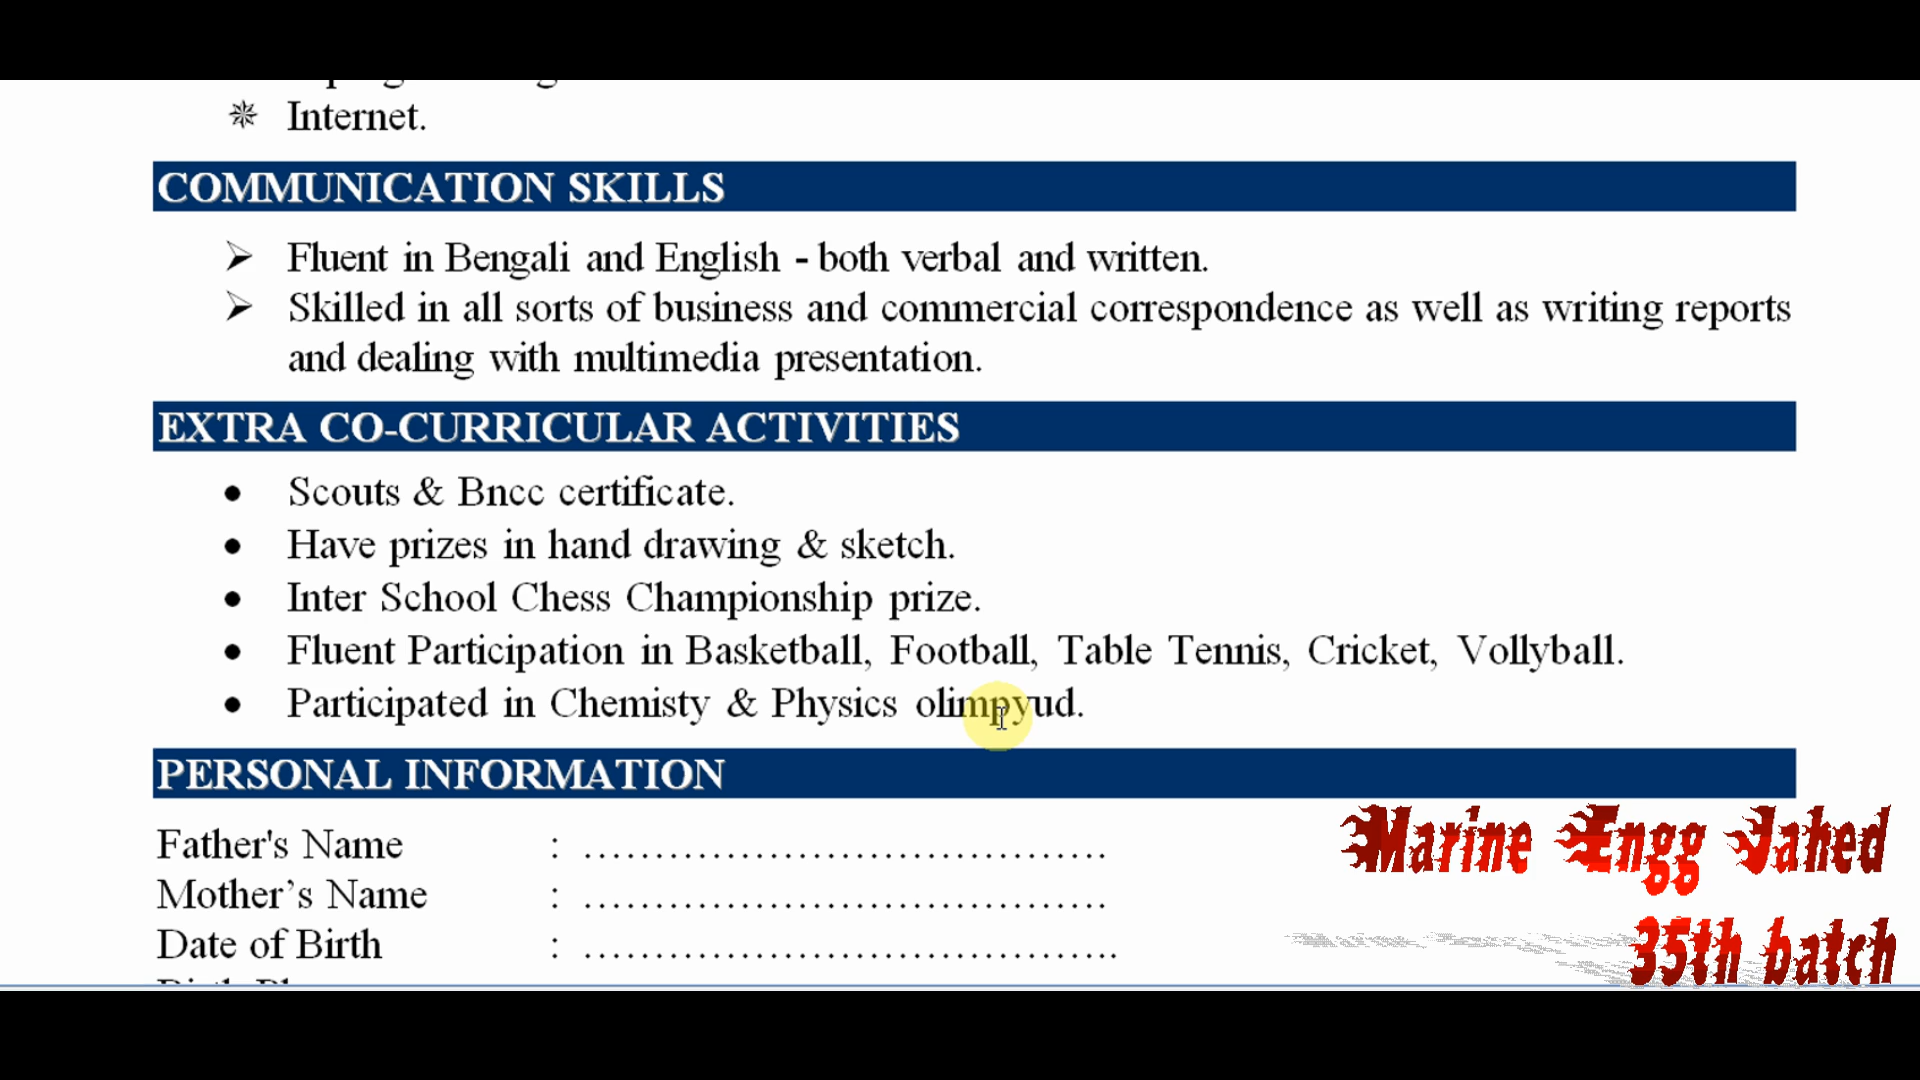 Internet.
COMMUNICATION SKILLS
Fluent in Bengali and English - both verbal and written.
Skilled in all sorts of business and commercial correspondence as well as writing reports
and dealing with multimedia presentation.
EXTRA CO-CURRICULAR ACTIVITIES
Scouts & Bncc certificate.
Have prizes in hand drawing & sketch.
Inter School Chess Championship prize.
Fluent Participation in Basketball, Football, Table Tennis, Cricket, Vollyball.
Participated in Chemisty & Physics olimpyud.
PERSONAL INFORMATION
Father's Name : ......................................
Mother’s Name : ......................................
Date of Birth : .......................................
Marine Engg Jahed
35th batch